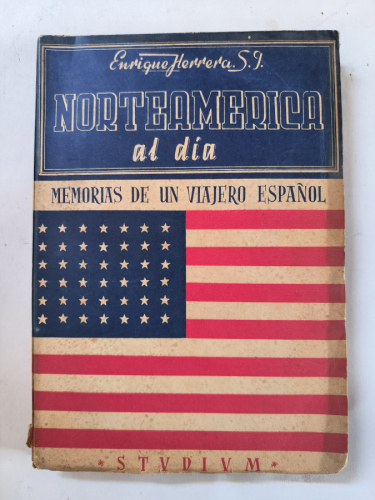 Enrique Herrera. S. J.
NORTEAMERICA
al día
MEMORIAS DE UN VIAJERO ESPAÑOL
* STVDIVM *